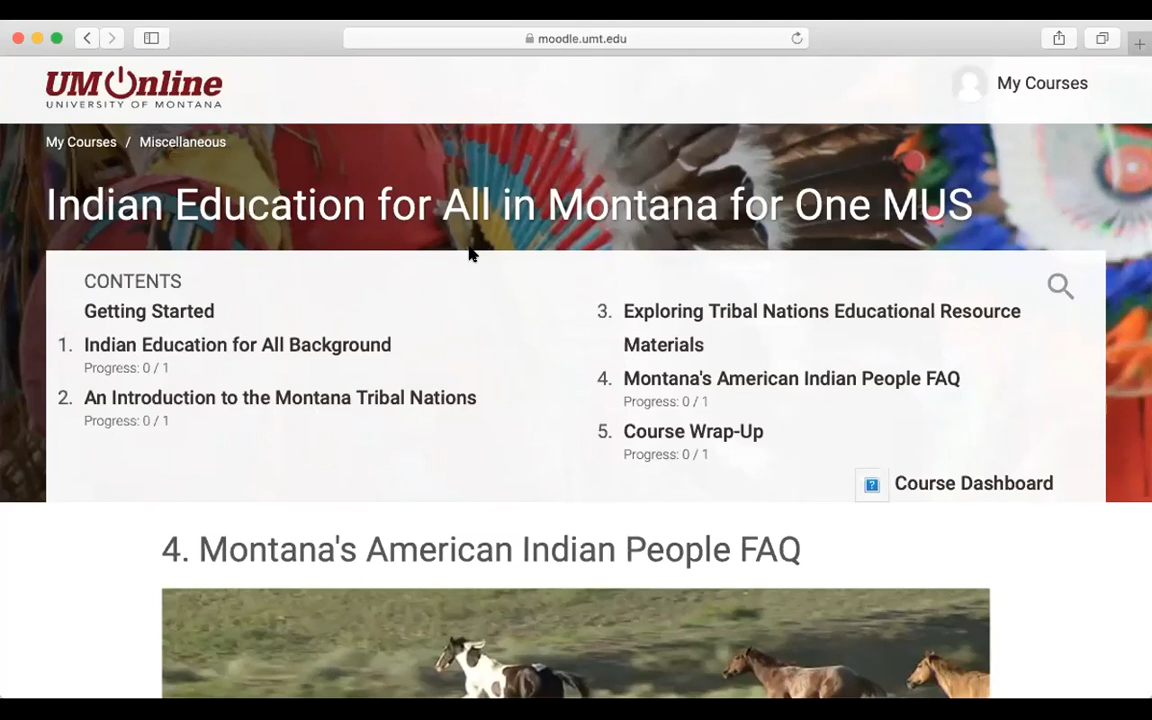 moodle.umt.edu
UM Online
UNIVERSITY OF MONTANA
My Courses
My Courses / Miscellaneous
Indian Education for All in Montana for One MUS
CONTENTS
Getting Started
1. Indian Education for All Background
Progress: 0 / 1
2. An Introduction to the Montana Tribal Nations
Progress: 0 / 1
3. Exploring Tribal Nations Educational Resource
Materials
4. Montana's American Indian People FAQ
Progress: 0 / 1
5. Course Wrap-Up
Progress: 0 / 1
? Course Dashboard
4. Montana's American Indian People FAQ